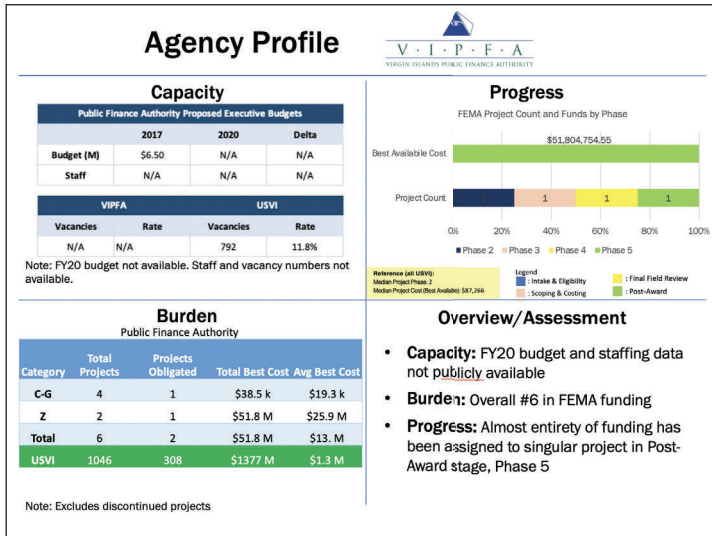 Agency Profile
V·I·P·F·A
VIRGIN ISLANDS PUBLIC FINANCE AUTHORITY
Capacity
Public Finance Authority Proposed Executive Budgets
2017 2020 Delta
Budget (M) $6.50 N/A N/A
Staff N/A N/A N/A
VIPFA USVI
Vacancies Rate Vacancies Rate
N/A N/A 792 11.8%
Note: FY20 budget not available. Staff and vacancy numbers not
available.
Progress
FEMA Project Count and Funds by Phase
$51,804,754.55
Best Availabile Cost
Project Count 1 1 1 1
0% 20% 40% 60% 80% 100%
Phase 2 Phase 3 Phase 4 Phase 5
Reference (all USVI):
Median Project Phase: 2
Median Project Cost (Best Available): $87,266
Legend
: Intake & Eligibility
: Scoping & Costing
: Final Field Review
: Post-Award
Burden
Public Finance Authority
Category Total Projects Projects Obligated Total Best Cost Avg Best Cost
C-G 4 1 $38.5 k $19.3 k
Z 2 1 $51.8 M $25.9 M
Total 6 2 $51.8 M $13. M
USVI 1046 308 $1377 M $1.3 M
Note: Excludes discontinued projects
Overview/Assessment
• Capacity: FY20 budget and staffing data
not publicly available
• Burden: Overall #6 in FEMA funding
• Progress: Almost entirety of funding has
been assigned to singular project in Post-
Award stage, Phase 5